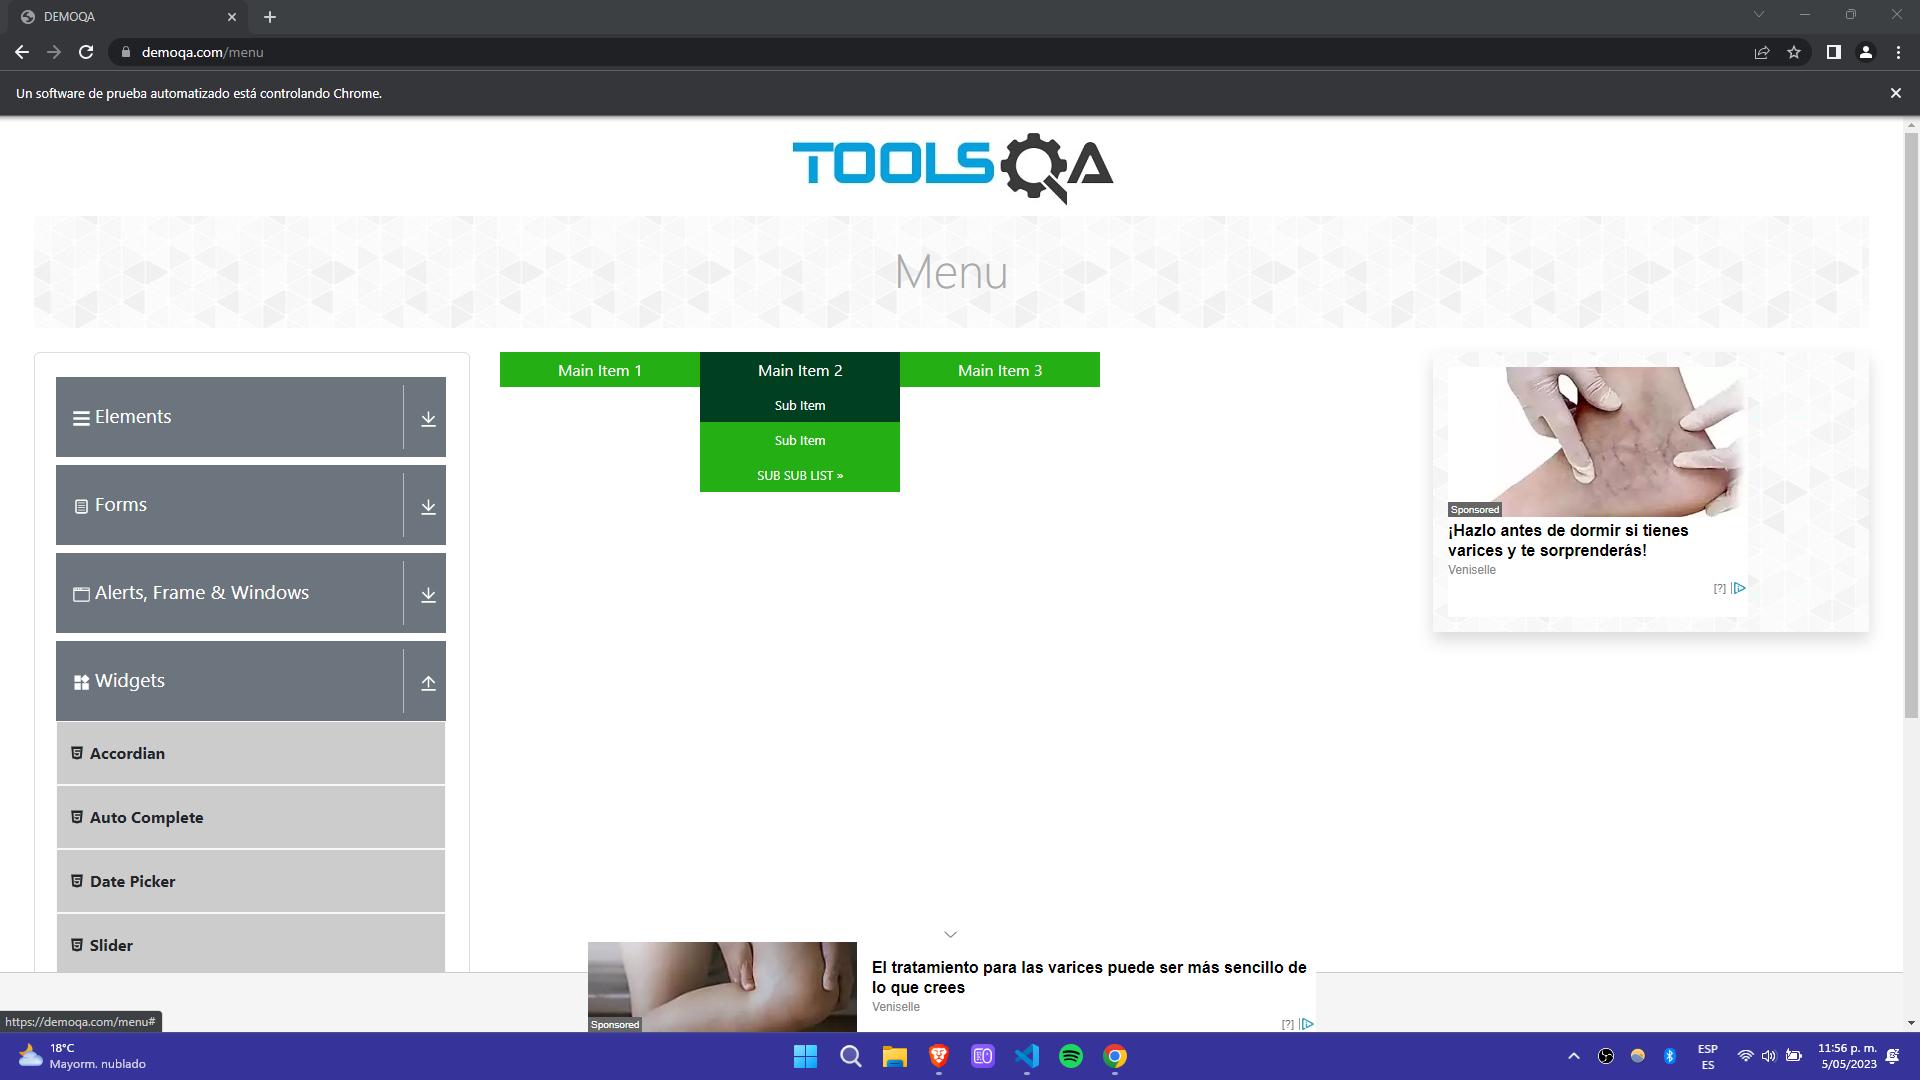 DEMOQA
demoqa.com/menu
Un software de prueba automatizado está controlando Chrome.
TOOLSQA
Menu
Elements
Forms
Alerts, Frame & Windows
Widgets
Accordian
Auto Complete
Date Picker
Slider
Main Item 1
Main Item 2
Main Item 3
Sub Item
Sub Item
SUB SUB LIST »
Sponsored
¡Hazlo antes de dormir si tienes
varices y te sorprenderás!
Veniselle
[?]
El tratamiento para las varices puede ser más sencillo de
lo que crees
Veniselle
Sponsored
[?]
https://demoqa.com/menu#
18°C
Mayorm. nublado
ESP
ES
11:56 p. m.
5/05/2023